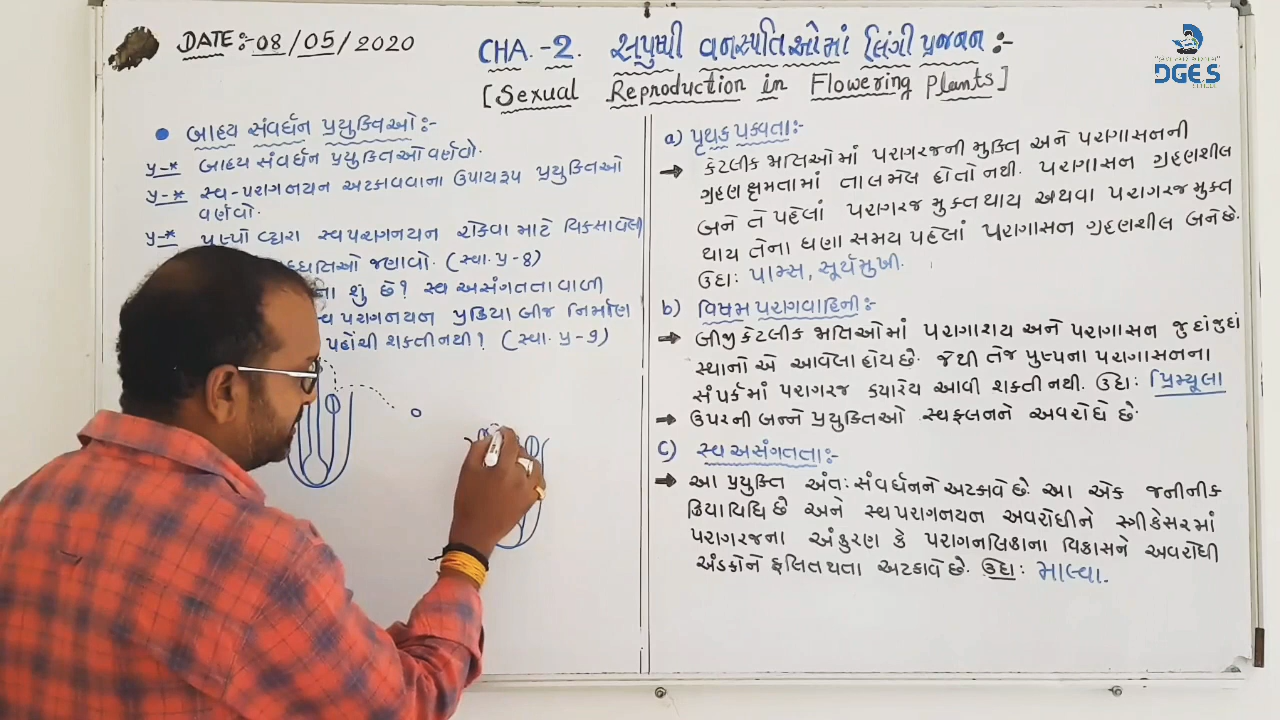 DATE:- 08/05/2020
CHA.-2. સપુષ્પી વનસ્પતિઓમાં લિંગી પ્રજનન :-
[Sexual Reproduction in Flowering Plants]
DGES
• બાહ્ય સંવર્ધન પ્રયુક્તિઓ:-
પ્ર-* બાહ્ય સંવર્ધન પ્રયુક્તિઓ વર્ણવો.
પ્ર-* સ્વ-પરાગનયન અટકાવવાના ઉપાયરૂપ પ્રયુક્તિઓ
વર્ણવો.
પ્ર-* પુષ્પો દ્વારા સ્વપરાગનયન રોકવા માટે વિકસાવેલી
પદ્ધતિઓ જણાવો. (સ્વા. પ્ર-8)
શું છે? સ્વ અસંગતતા વાળી
સ્વ પરાગનયન પ્રક્રિયા બીજ નિર્માણ
પહોંચી શક્તી નથી? (સ્વા. પ્ર-9)
a) પૃથક પક્વતા:-
→ કેટલીક જાતિઓમાં પરાગરજની મુક્તિ અને પરાગાસનની
ગ્રહણ ક્ષમતામાં તાલમેલ હોતો નથી. પરાગાસન ગ્રહણશીલ
બને તે પહેલાં પરાગરજ મુક્ત થાય અથવા પરાગરજ મુક્ત
થાય તેના ઘણા સમય પહેલાં પરાગાસન ગ્રહણશીલ બને છે.
ઉદા: પામ્સ, સૂર્યમુખી.
b) વિષમ પરાગવાહિની:-
→ બીજી કેટલીક જાતિઓમાં પરાગાશય અને પરાગાસન જુદાંજુદાં
સ્થાનો એ આવેલા હોય છે. જેથી તેજ પુષ્પના પરાગાસનના
સંપર્કમાં પરાગરજ ક્યારેય આવી શક્તી નથી. ઉદા: પ્રિમ્યૂલા
→ ઉપરની બન્ને પ્રયુક્તિઓ સ્વફલનને અવરોધે છે.
c) સ્વ અસંગતતા:-
→ આ પ્રયુક્તિ અંતઃસંવર્ધનને અટકાવે છે. આ એક જનીનીક
ક્રિયાવિધિ છે અને સ્વપરાગનયન અવરોધીને સ્ત્રીકેસરમાં
પરાગરજના અંકુરણ કે પરાગનલિકાના વિકાસને અવરોધી
અંડકોને ફલિત થતા અટકાવે છે. ઉદા: માલ્વા.